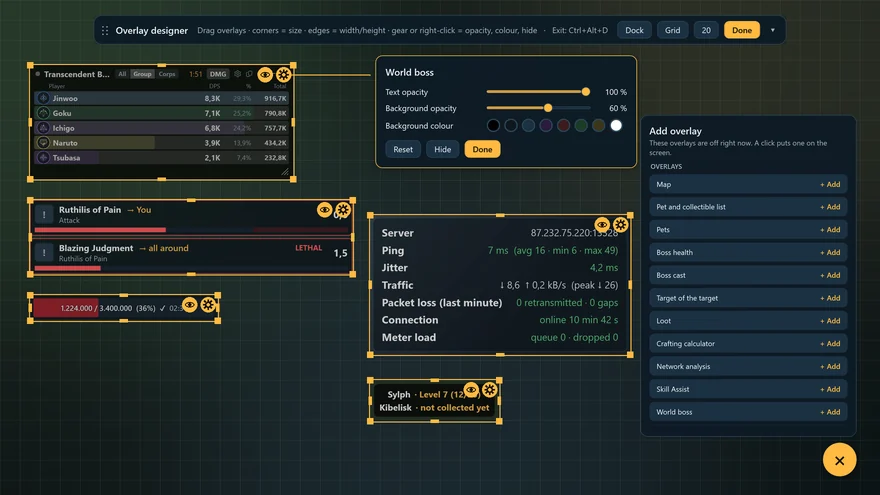 Overlay designer Drag overlays · corners = size · edges = width/height · gear or right-click = opacity, colour, hide · Exit: Ctrl+Alt+D Dock Grid 20 Done
Transcendent B... All Group Corps 1:51 DMG
Player DPS % Total
Jinwoo 8,3K 29,3% 916,7K
Goku 7,1K 25,2% 790,8K
Ichigo 6,8K 24,2% 757,7K
Naruto 3,9K 13,9% 434,2K
Tsubasa 2,1K 7,4% 232,8K
World boss
Text opacity 100 %
Background opacity 60 %
Background colour
Reset Hide Done
Ruthilis of Pain → You
Attack
Blazing Judgment → all around LETHAL 1,5
Ruthilis of Pain
1.224.000 / 3.400.000 (36%) ✓
Server
Ping 7 ms (avg 16 · min 6 · max 49)
Jitter 4,2 ms
Traffic ↓ 8,6 ↑ 0,2 kB/s (peak ↓ 26)
Packet loss (last minute) 0 retransmitted · 0 gaps
Connection online 10 min 42 s
Meter load queue 0 · dropped 0
Sylph · Level 7
Kibelisk · not collected yet
Add overlay
These overlays are off right now. A click puts one on the
screen.
OVERLAYS
Map + Add
Pet and collectible list + Add
Pets + Add
Boss health + Add
Boss cast + Add
Target of the target + Add
Loot + Add
Crafting calculator + Add
Network analysis + Add
Skill Assist + Add
World boss + Add